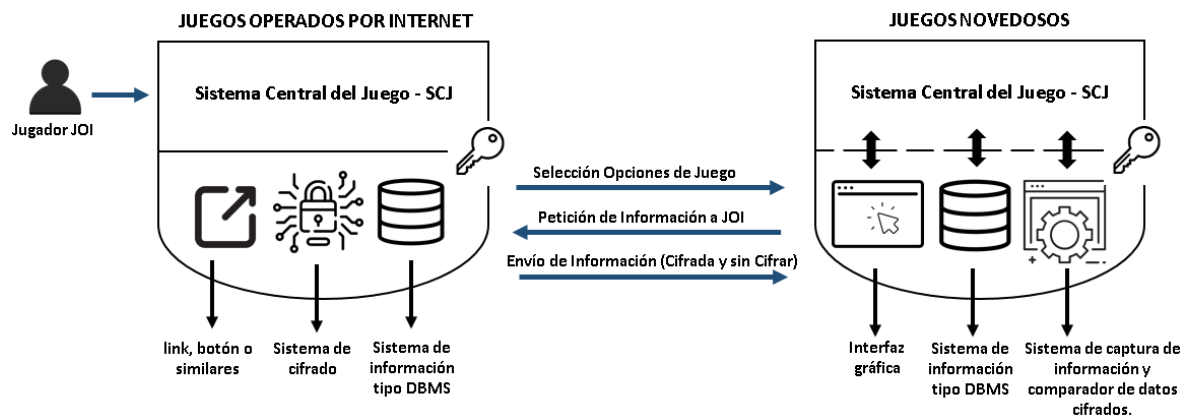 JUEGOS OPERADOS POR INTERNET
JUEGOS NOVEDOSOS
Jugador JOI
Sistema Central del Juego - SCJ
Sistema Central del Juego - SCJ
Selección Opciones de Juego
Petición de Información a JOI
Envío de Información (Cifrada y sin Cifrar)
link, botón o
similares
Sistema de
cifrado
Sistema de
información
tipo DBMS
Interfaz
gráfica
Sistema de
información
tipo DBMS
Sistema de captura de
información y
comparador de datos
cifrados.